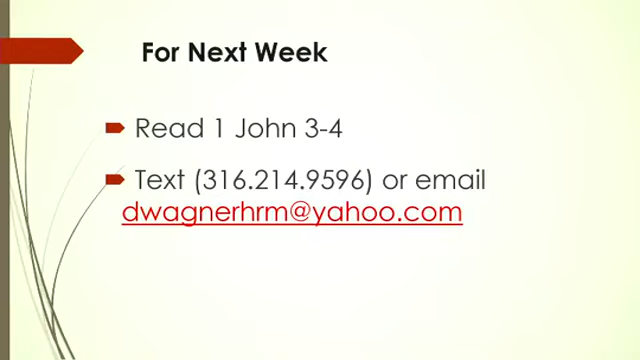 For Next Week
Read 1 John 3-4
Text (316.214.9596) or email
dwagnerhrm@yahoo.com